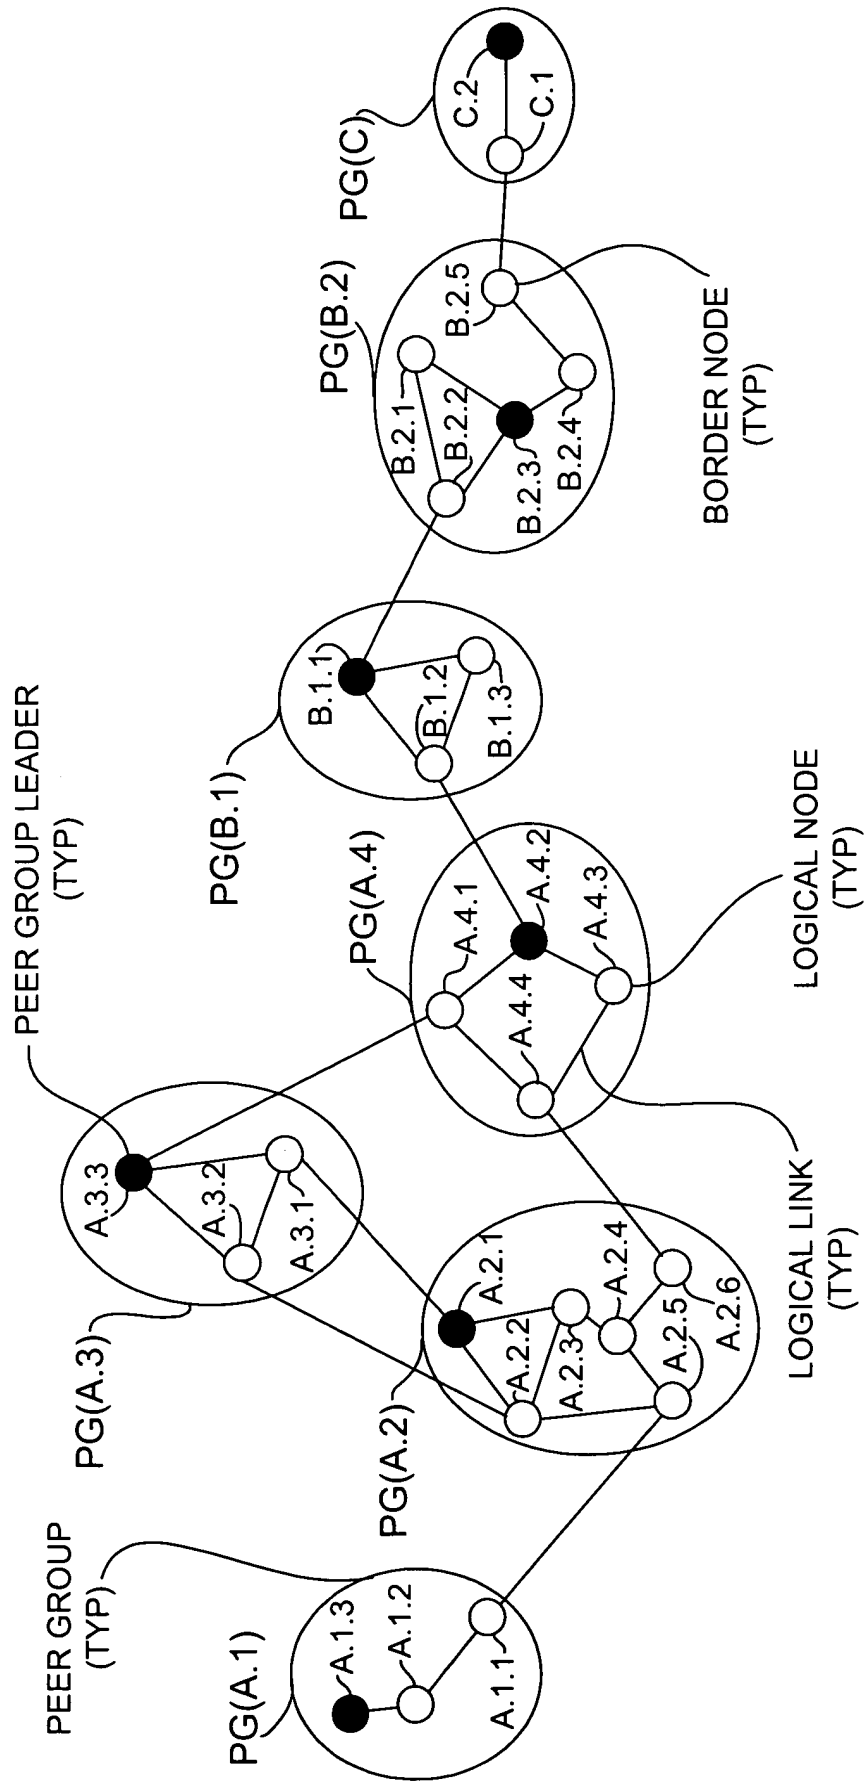 PEER GROUP
(TYP)
PG(A.1)
A.1.3
A.1.2
A.1.1
PG(A.3)
A.3.3
A.3.2
A.3.1
PEER GROUP LEADER
(TYP)
PG(A.2)
A.2.1
A.2.2
A.2.3
A.2.4
A.2.5
A.2.6
LOGICAL LINK
(TYP)
PG(A.4)
A.4.1
A.4.4
A.4.2
A.4.3
LOGICAL NODE
(TYP)
PG(B.1)
B.1.1
B.1.2
B.1.3
PG(B.2)
B.2.1
B.2.2
B.2.5
B.2.3
B.2.4
BORDER NODE
(TYP)
PG(C)
C.2
C.1